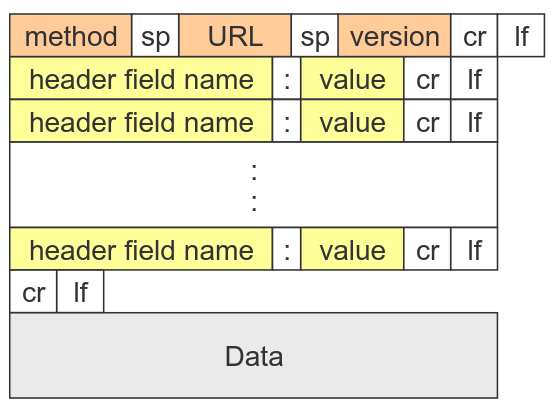 method sp URL sp version cr lf
header field name : value cr lf
header field name : value cr lf
:
:
header field name : value cr lf
cr lf
Data